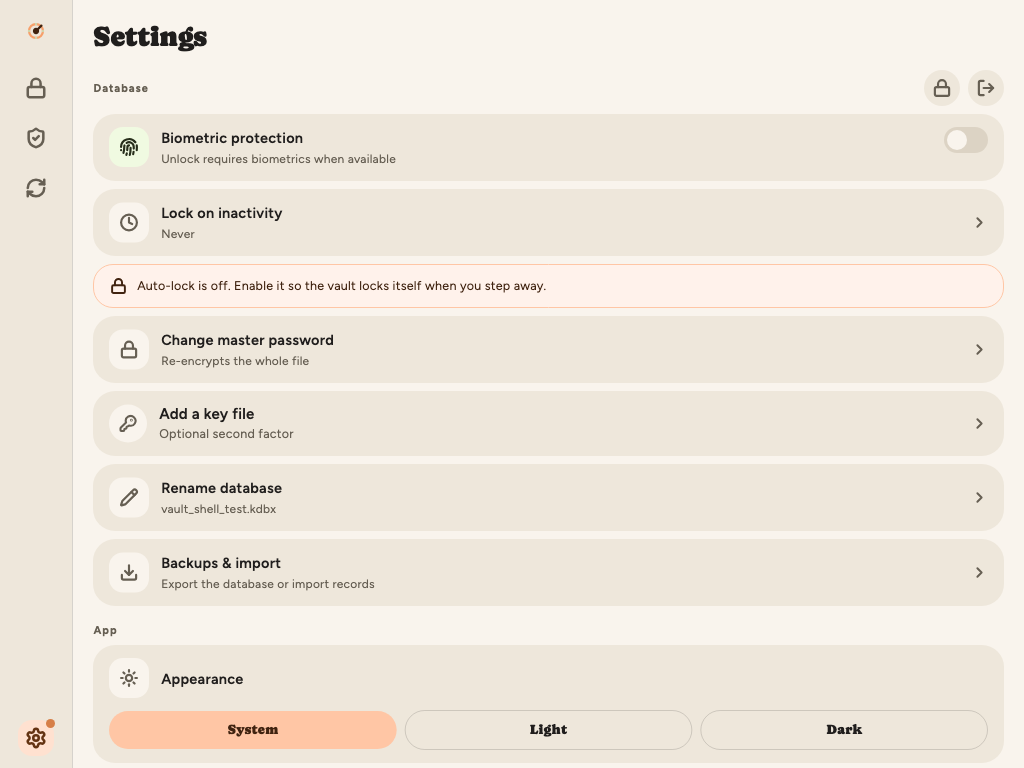 Settings
Database
Biometric protection
Unlock requires biometrics when available
Lock on inactivity
Never
Auto-lock is off. Enable it so the vault locks itself when you step away.
Change master password
Re-encrypts the whole file
Add a key file
Optional second factor
Rename database
vault_shell_test.kdbx
Backups & import
Export the database or import records
App
Appearance
System
Light
Dark